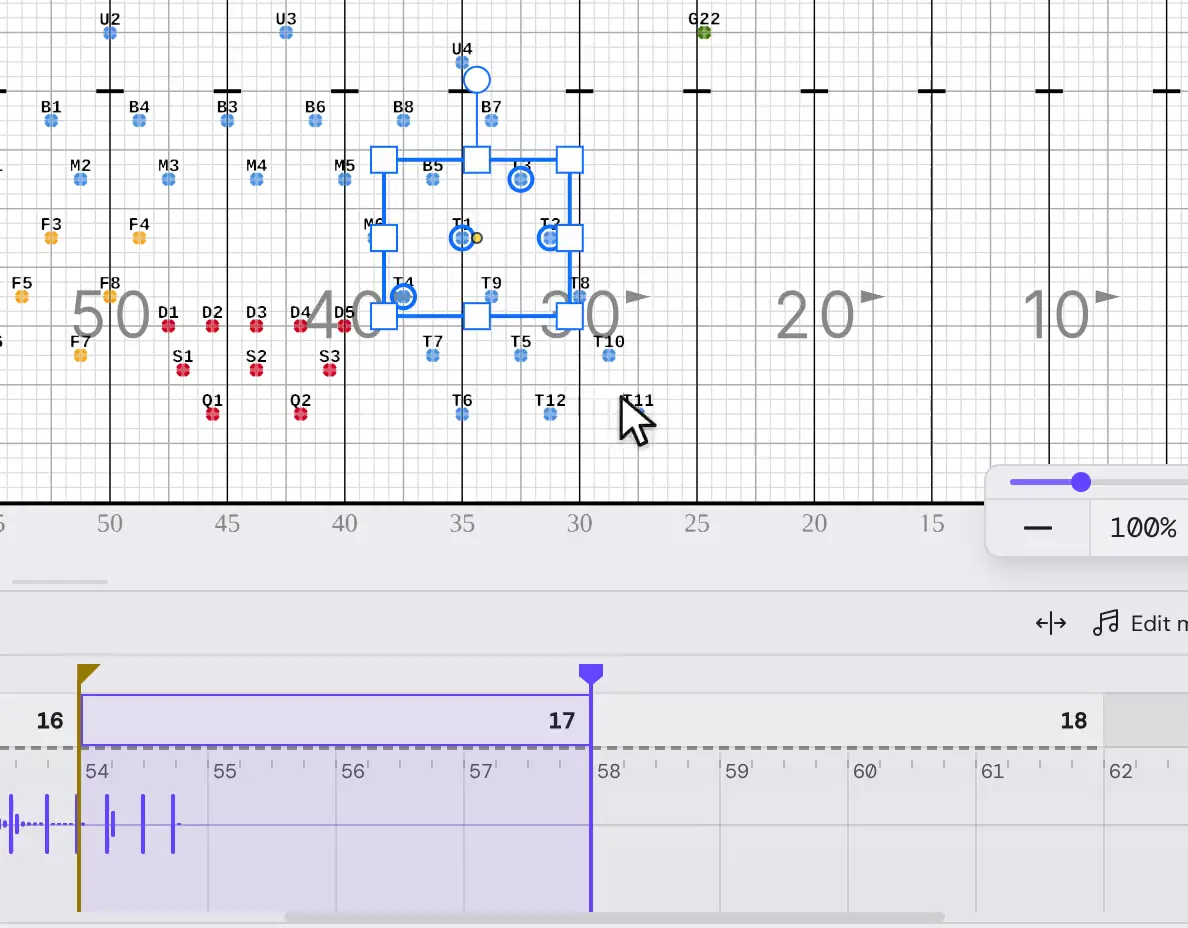 U2 U3 G22
U4
B1 B4 B3 B6 B8 B7
M2 M3 M4 M5 B5 T3
F3 F4 M6 T1 T2
F5 F8 T4 T9 T8
50 40 30 20 10
D1 D2 D3 D4 D5
F7 T7 T5 T10
S1 S2 S3
Q1 Q2 T6 T12 T11
50 45 40 35 30 25 20 15
100%
Edit m
16 17 18
54 55 56 57 58 59 60 61 62